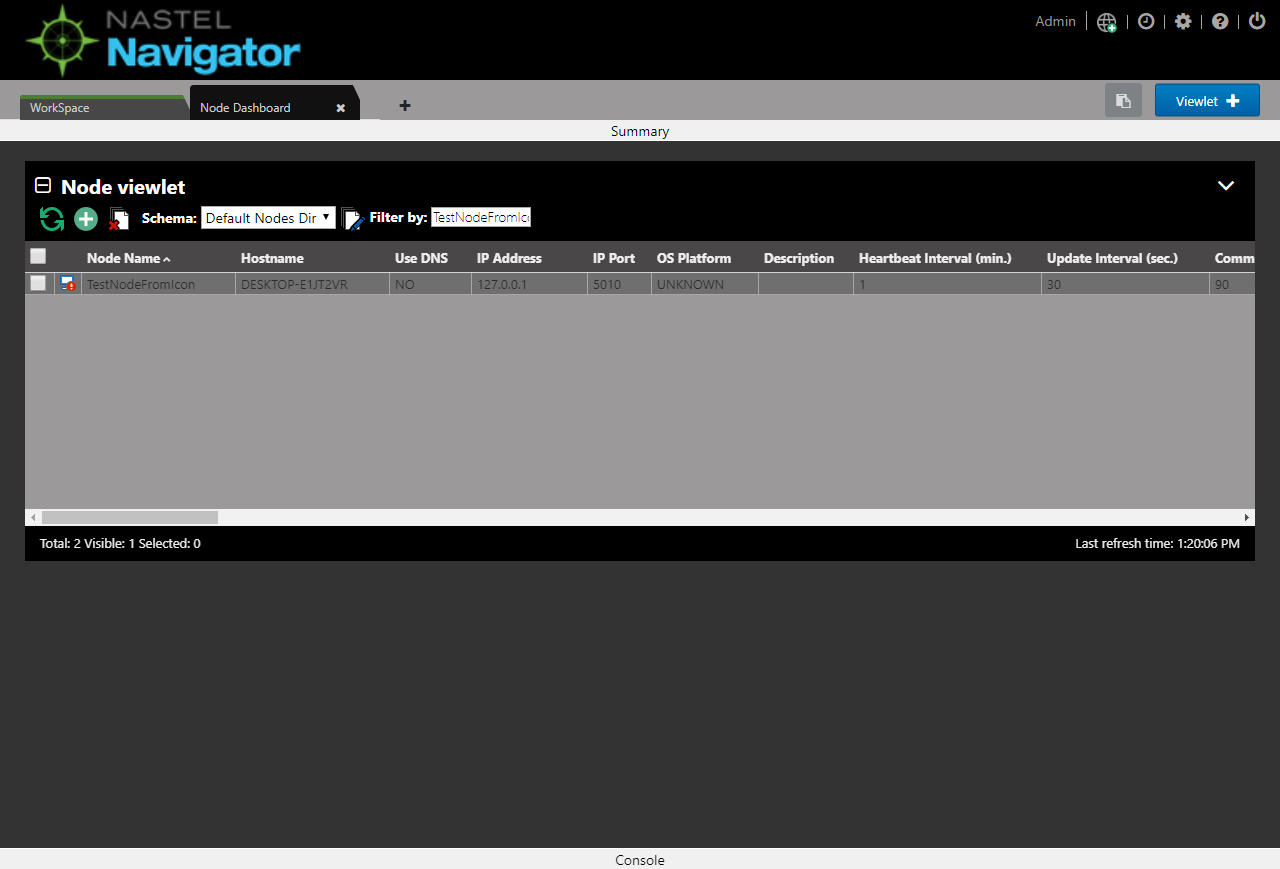 NASTEL
Navigator
Admin
WorkSpace
Node Dashboard
Viewlet
Summary
Node viewlet
Schema: Default Nodes Dir Filter by: TestNodeFromIc
Node Name Hostname Use DNS IP Address IP Port OS Platform Description Heartbeat Interval (min.) Update Interval (sec.) Comm
TestNodeFromIcon DESKTOP-E1JT2VR NO 127.0.0.1 5010 UNKNOWN 1 30 90
Total: 2 Visible: 1 Selected: 0 Last refresh time: 1:20:06 PM
Console